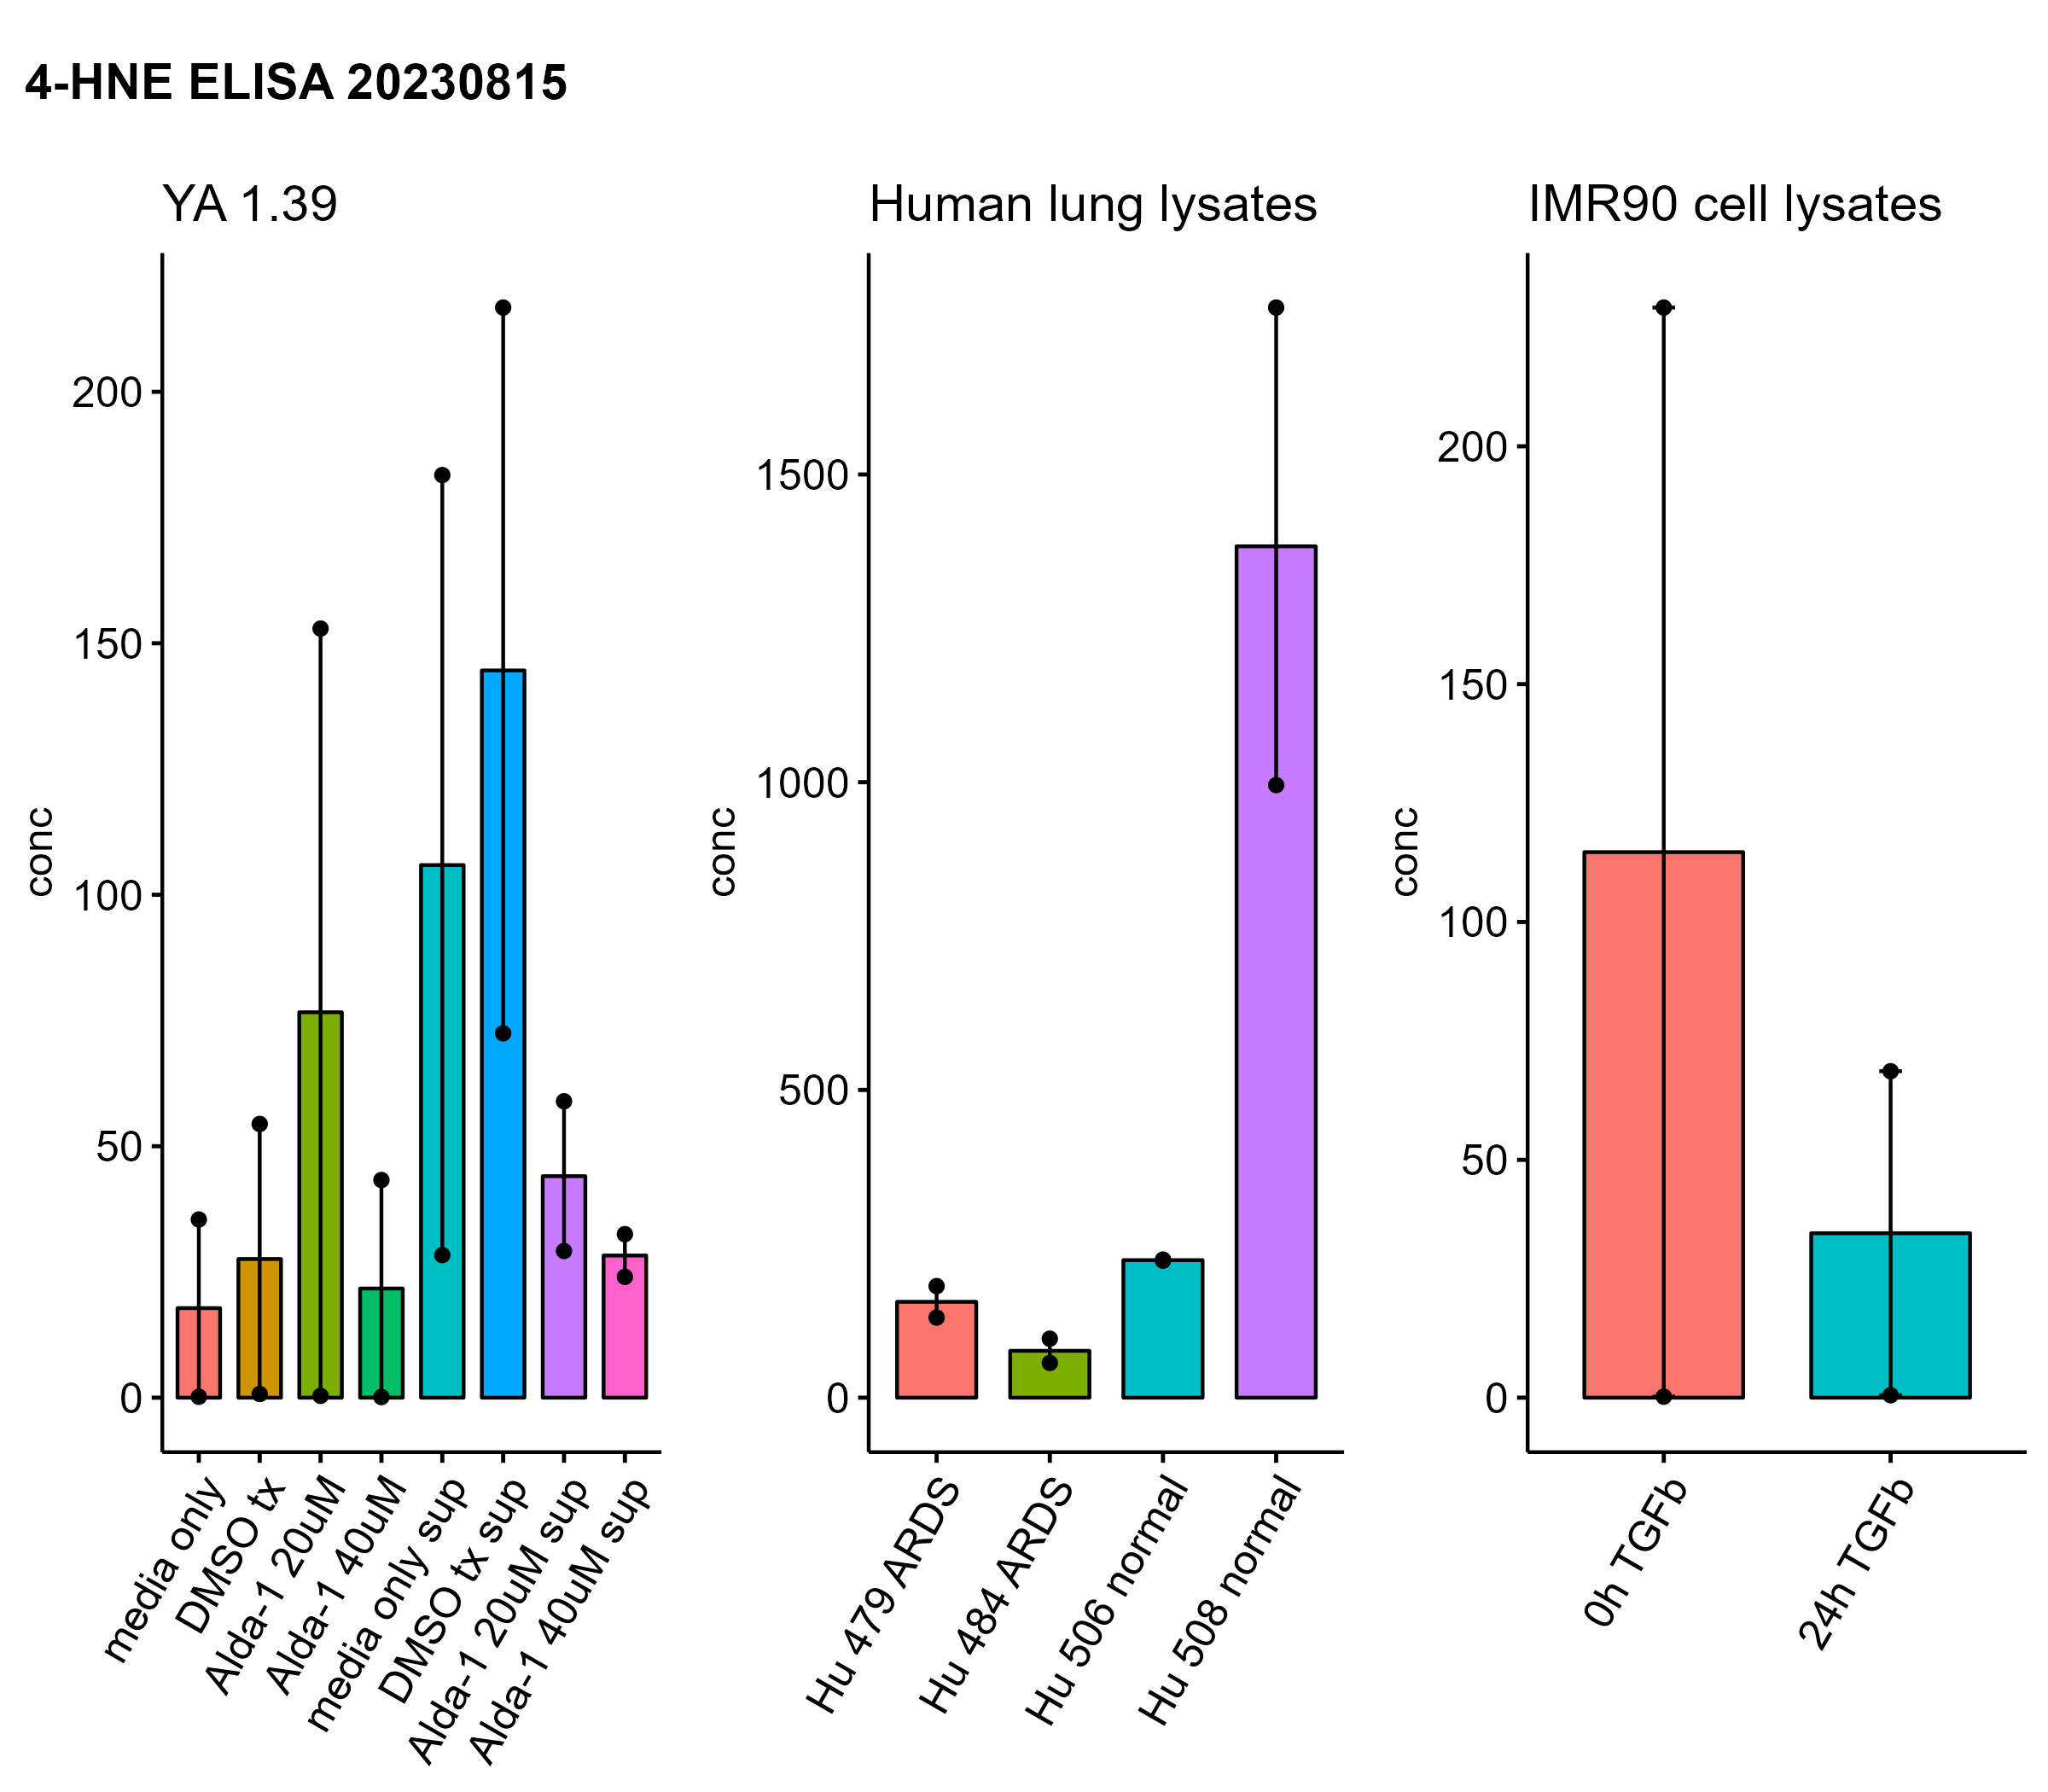 4-HNE ELISA 20230815
YA 1.39
conc
200
150
100
50
0
media only
DMSO tx
Alda-1 20uM
Alda-1 40uM
media only sup
DMSO tx sup
Alda-1 20uM sup
Alda-1 40uM sup
Human lung lysates
conc
1500
1000
500
0
Hu 479 ARDS
Hu 484 ARDS
Hu 506 normal
Hu 508 normal
IMR90 cell lysates
conc
200
150
100
50
0
0h TGFb
24h TGFb